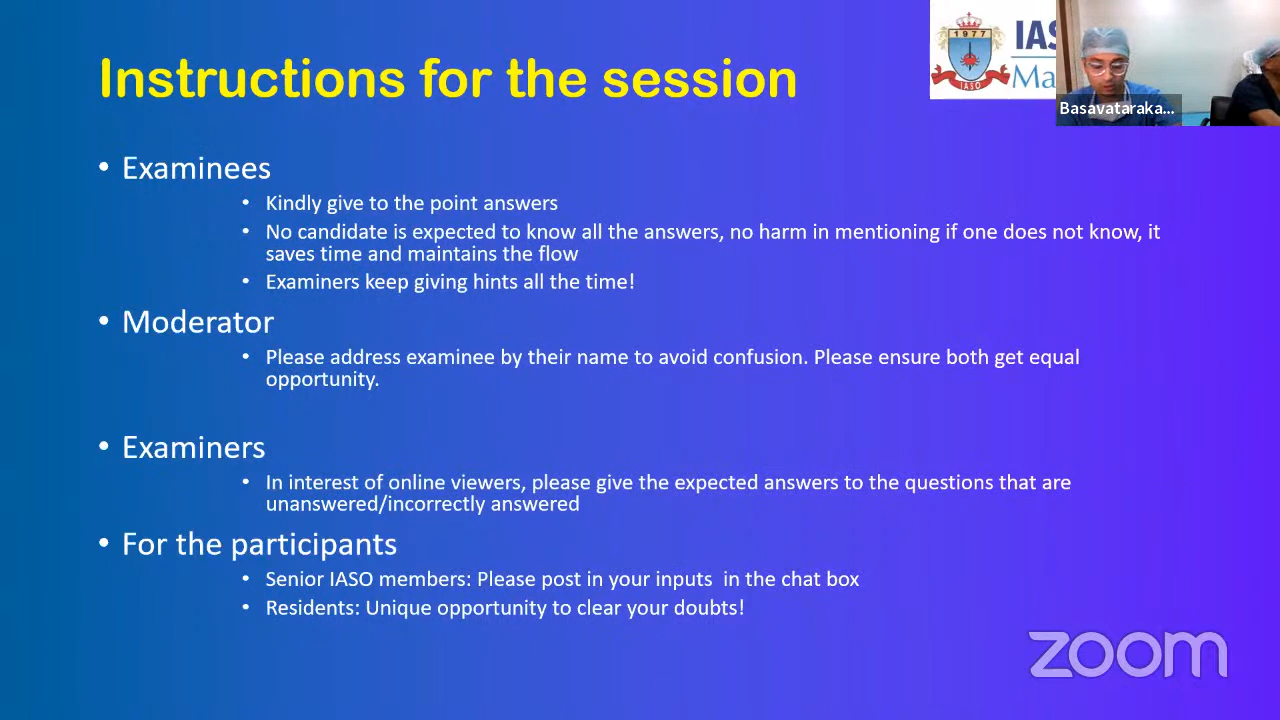 Instructions for the session
1977
IASO
IAS
Ma
Basavataraka...
• Examinees
• Kindly give to the point answers
• No candidate is expected to know all the answers, no harm in mentioning if one does not know, it
saves time and maintains the flow
• Examiners keep giving hints all the time!
• Moderator
• Please address examinee by their name to avoid confusion. Please ensure both get equal
opportunity.
• Examiners
• In interest of online viewers, please give the expected answers to the questions that are
unanswered/incorrectly answered
• For the participants
• Senior IASO members: Please post in your inputs  in the chat box
• Residents: Unique opportunity to clear your doubts!
zoom